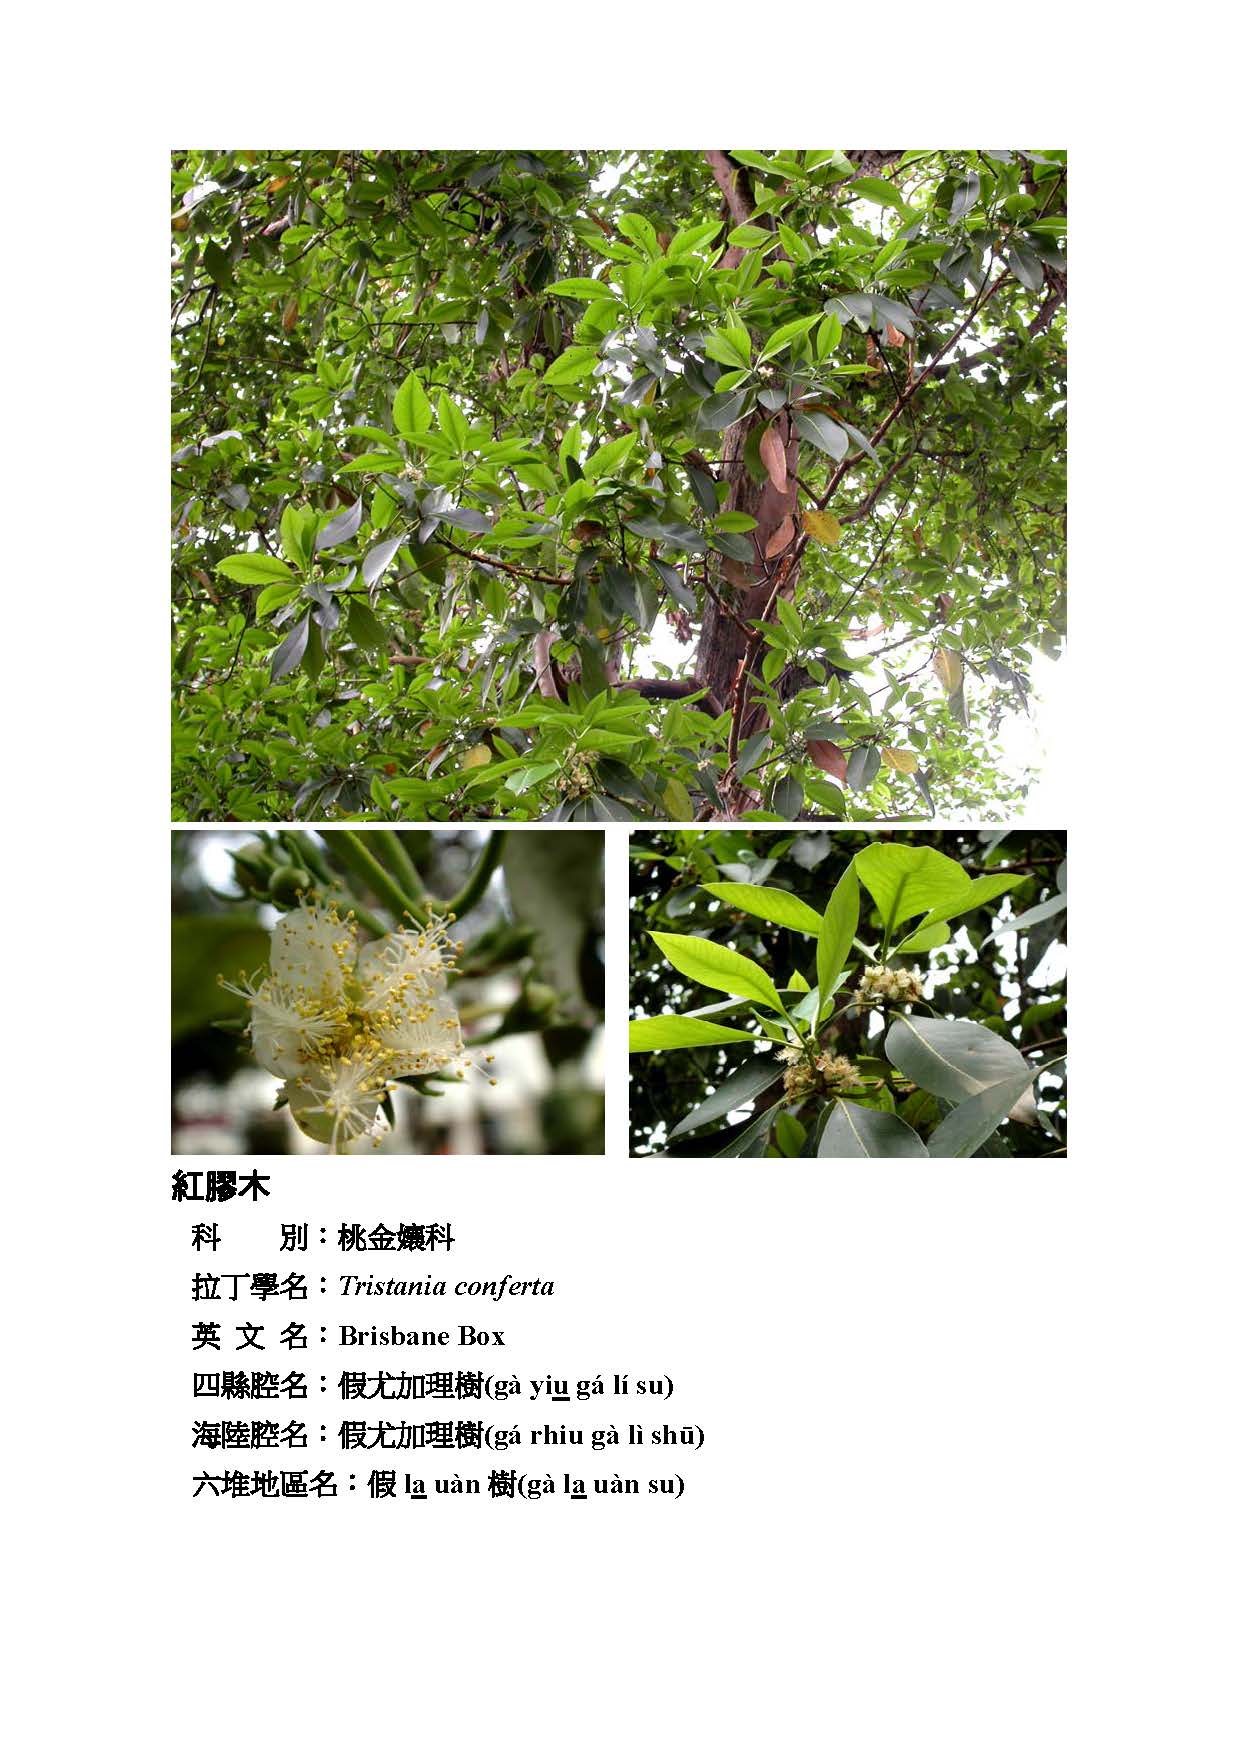 紅膠木
科　　別：桃金孃科
拉丁學名：Tristania conferta
英 文 名：Brisbane Box
四縣腔名：假尤加理樹(gà yiu gá lí su)
海陸腔名：假尤加理樹(gá rhiu gà lì shū)
六堆地區名：假 la uàn 樹(gà la uàn su)